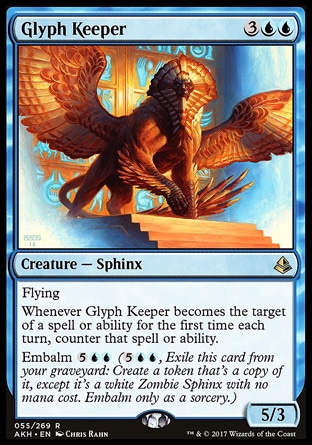 Glyph Keeper 3
Creature — Sphinx
Flying
Whenever Glyph Keeper becomes the target
of a spell or ability for the first time each
turn, counter that spell or ability.
Embalm 5 (5, Exile this card from
your graveyard: Create a token that's a copy of
it, except it's a white Zombie Sphinx with no
mana cost. Embalm only as a sorcery.)
5/3
055/269 R
AKH • EN Chris Rahn
™ & © 2017 Wizards of the Coast